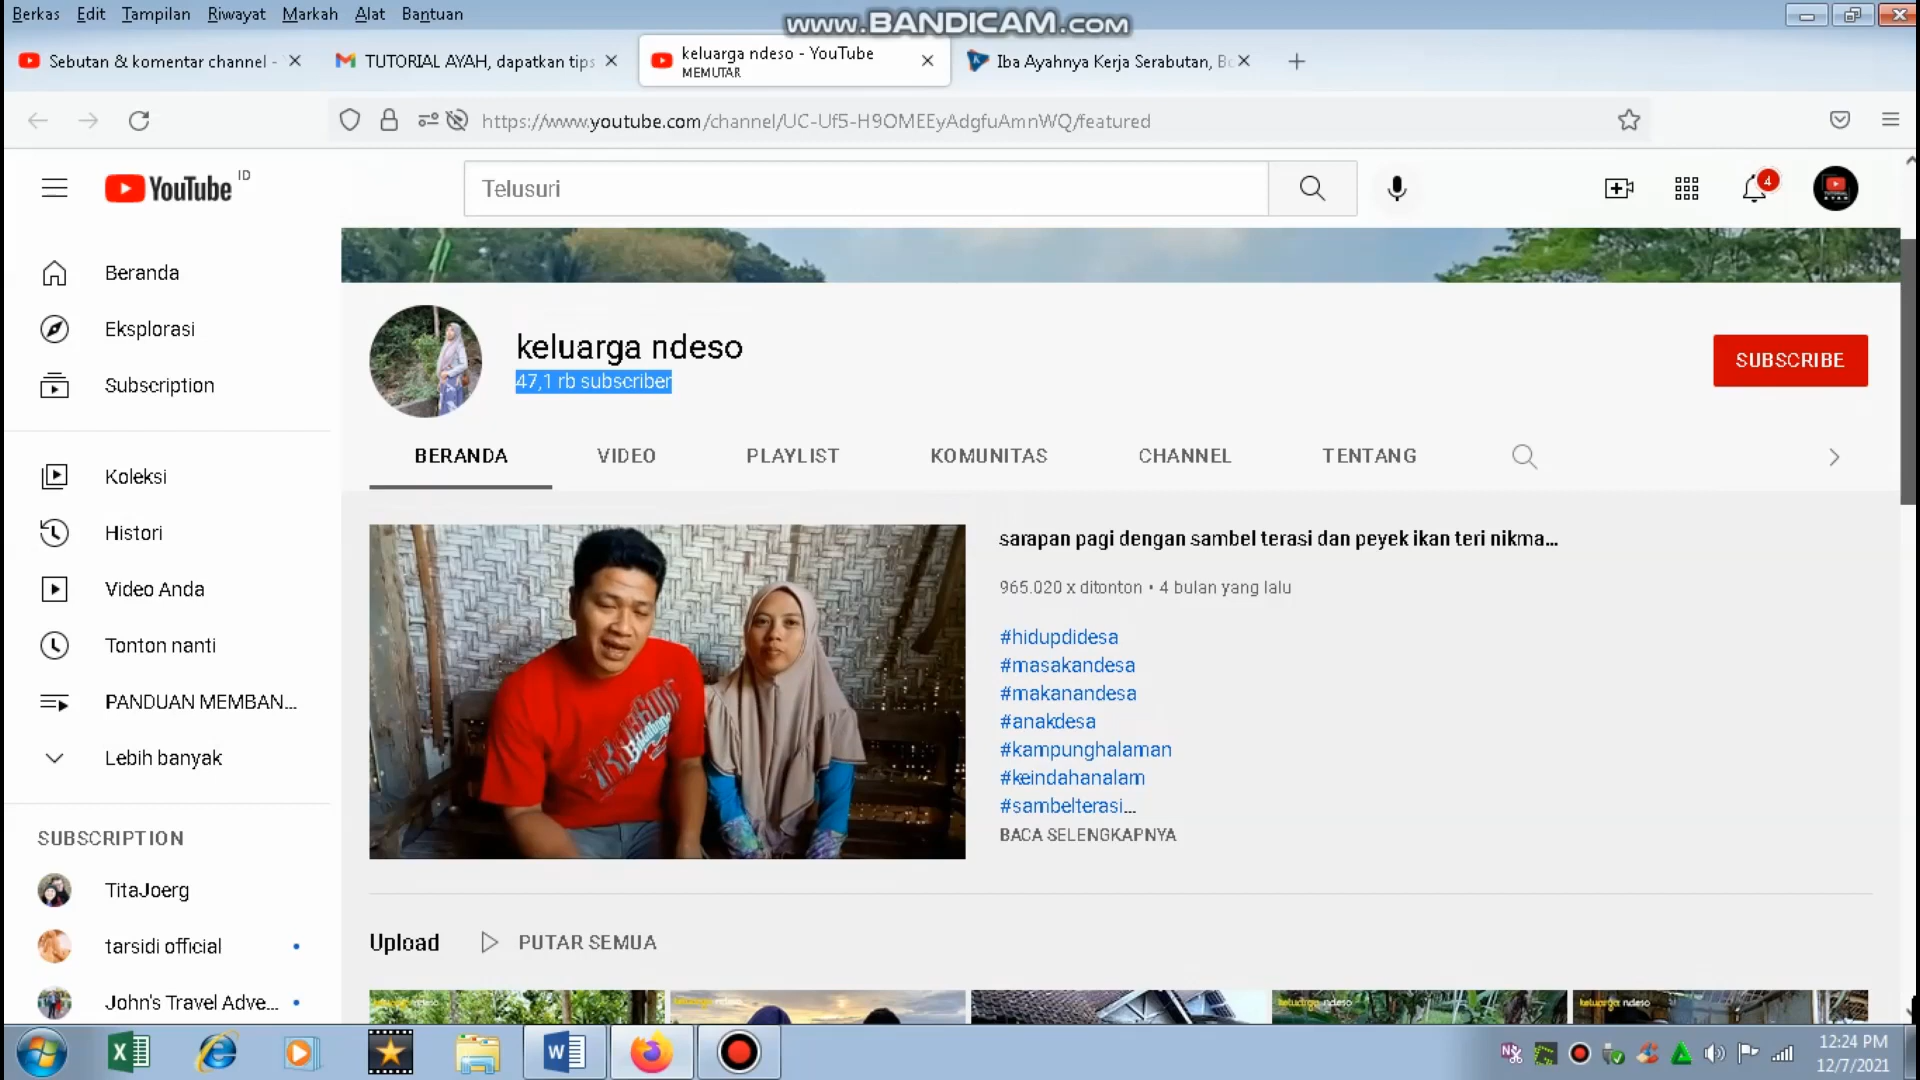 Berkas Edit Tampilan Riwayat Markah Alat Bantuan
www.BANDICAM.com
Sebutan & komentar channel -
TUTORIAL AYAH, dapatkan tips
keluarga ndeso - YouTube
MEMUTAR
Iba Ayahnya Kerja Serabutan, Bo
https://www.youtube.com/channel/UC-Uf5-H9OMEEyAdgfuAmnWQ/featured
YouTube ID
Telusuri
4
Beranda
Eksplorasi
Subscription
Koleksi
Histori
Video Anda
Tonton nanti
PANDUAN MEMBAN...
Lebih banyak
SUBSCRIPTION
TitaJoerg
tarsidi official
John's Travel Adve...
keluarga ndeso
47,1 rb subscriber
SUBSCRIBE
BERANDA VIDEO PLAYLIST KOMUNITAS CHANNEL TENTANG
sarapan pagi dengan sambel terasi dan peyek ikan teri nikma...
965.020 x ditonton • 4 bulan yang lalu
#hidupdidesa
#masakandesa
#makanandesa
#anakdesa
#kampunghalaman
#keindahanalam
#sambelterasi...
BACA SELENGKAPNYA
Upload PUTAR SEMUA
keluarga ndeso
keluarga ndeso
12:24 PM
12/7/2021